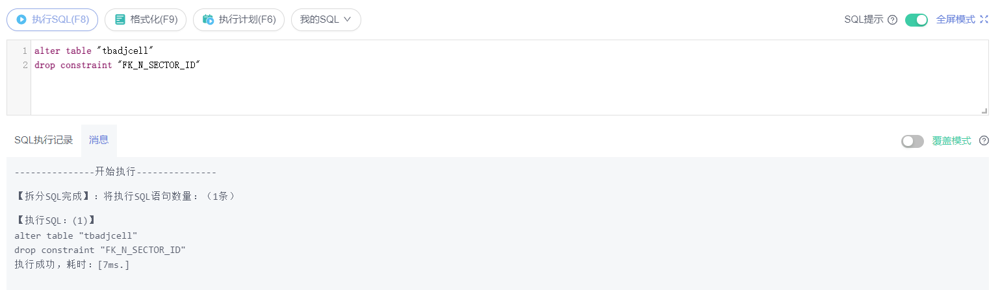 执行SQL(F8) 格式化(F9) 执行计划(F6) 我的SQL SQL提示 全屏模式
1 alter table "tbadjcell"
2 drop constraint "FK_N_SECTOR_ID"
SQL执行记录 消息 覆盖模式
---------------开始执行---------------
【拆分SQL完成】：将执行SQL语句数量：（1条）
【执行SQL：(1)】
alter table "tbadjcell"
drop constraint "FK_N_SECTOR_ID"
执行成功，耗时：[7ms.]